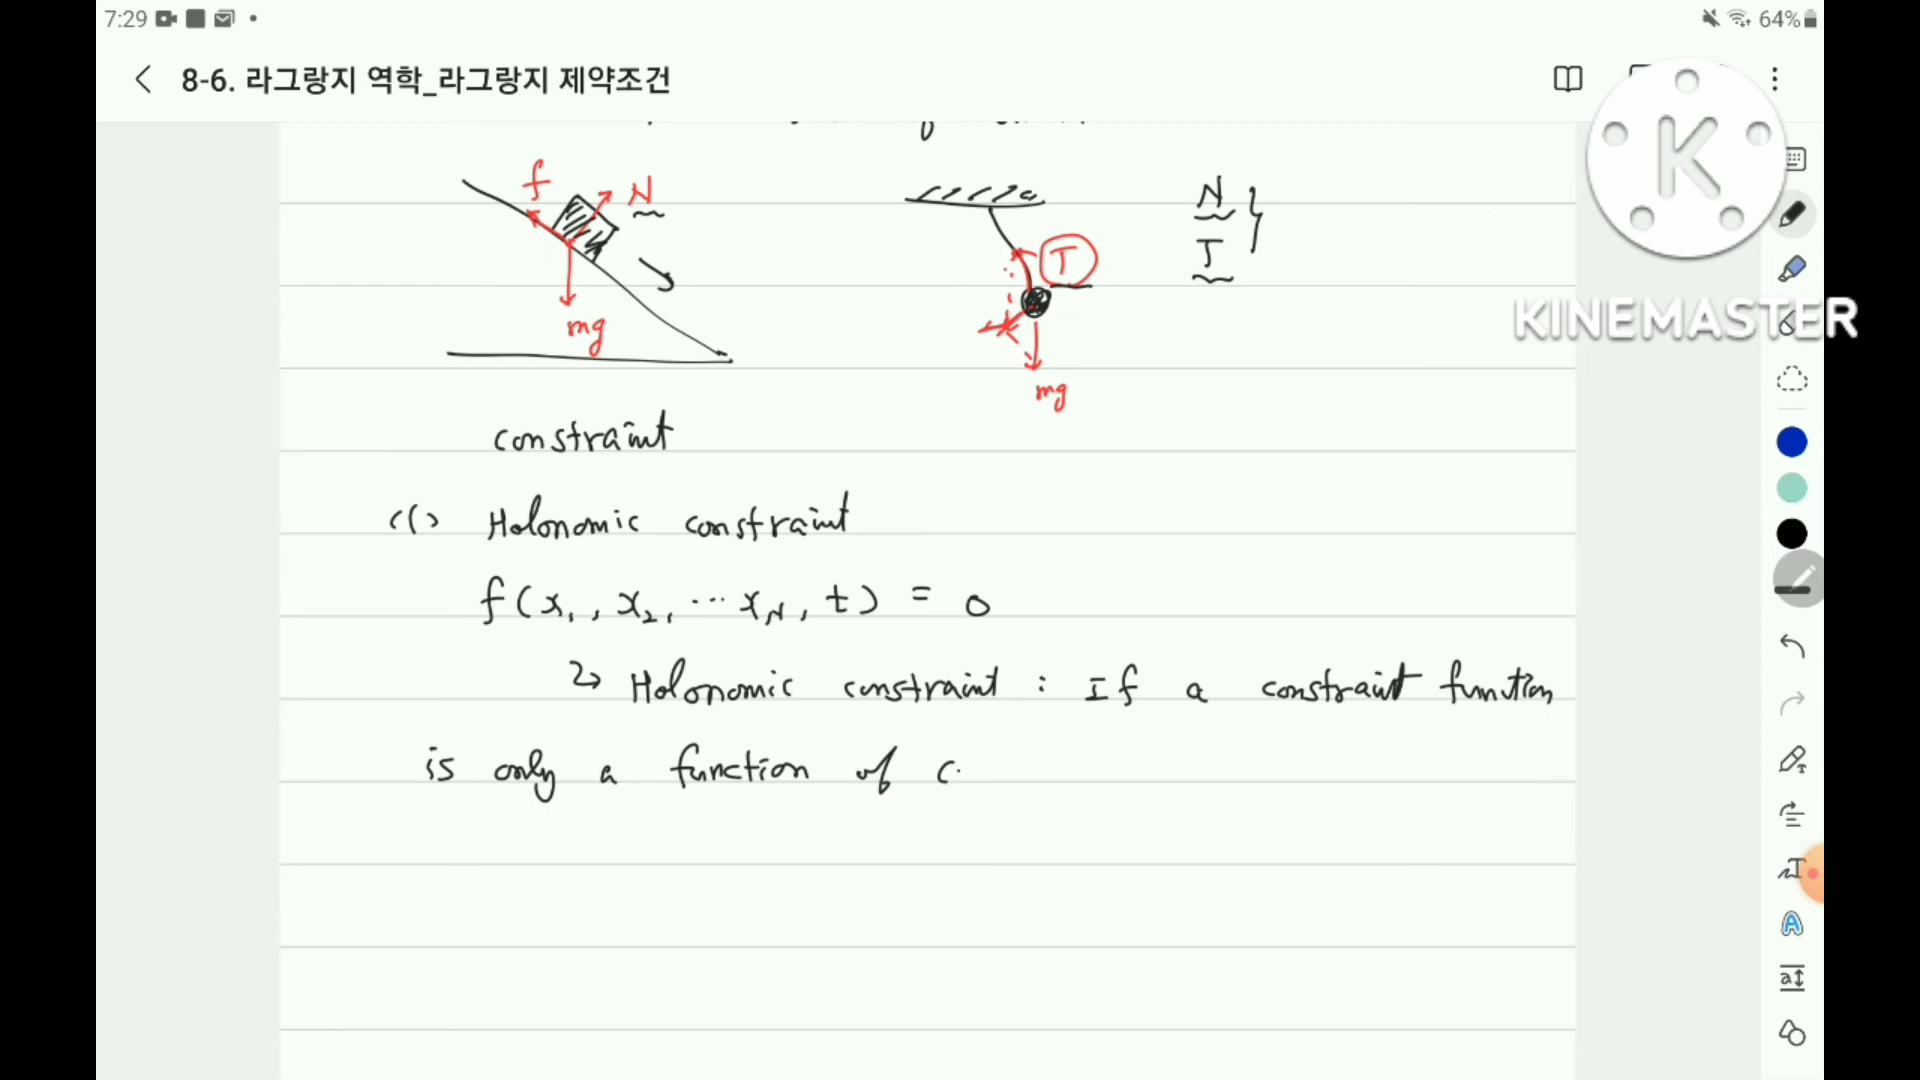 7:29
64%
8-6. 라그랑지 역학_라그랑지 제약조건
K
KINEMASTER
f
N
mg
T
mg
N
T
constraint
(1) Holonomic constraint
f(x₁, x₂, ... x_N, t) = 0
↳ Holonomic constraint : If a constraint function
is only a function of c